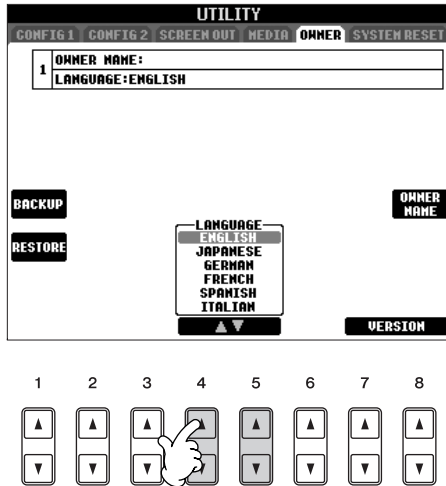 UTILITY
CONFIG 1 CONFIG 2 SCREEN OUT MEDIA OWNER SYSTEM RESET
1 OWNER NAME:
LANGUAGE:ENGLISH
BACKUP
OWNER NAME
RESTORE
LANGUAGE
ENGLISH
JAPANESE
GERMAN
FRENCH
SPANISH
ITALIAN
VERSION
1 2 3 4 5 6 7 8